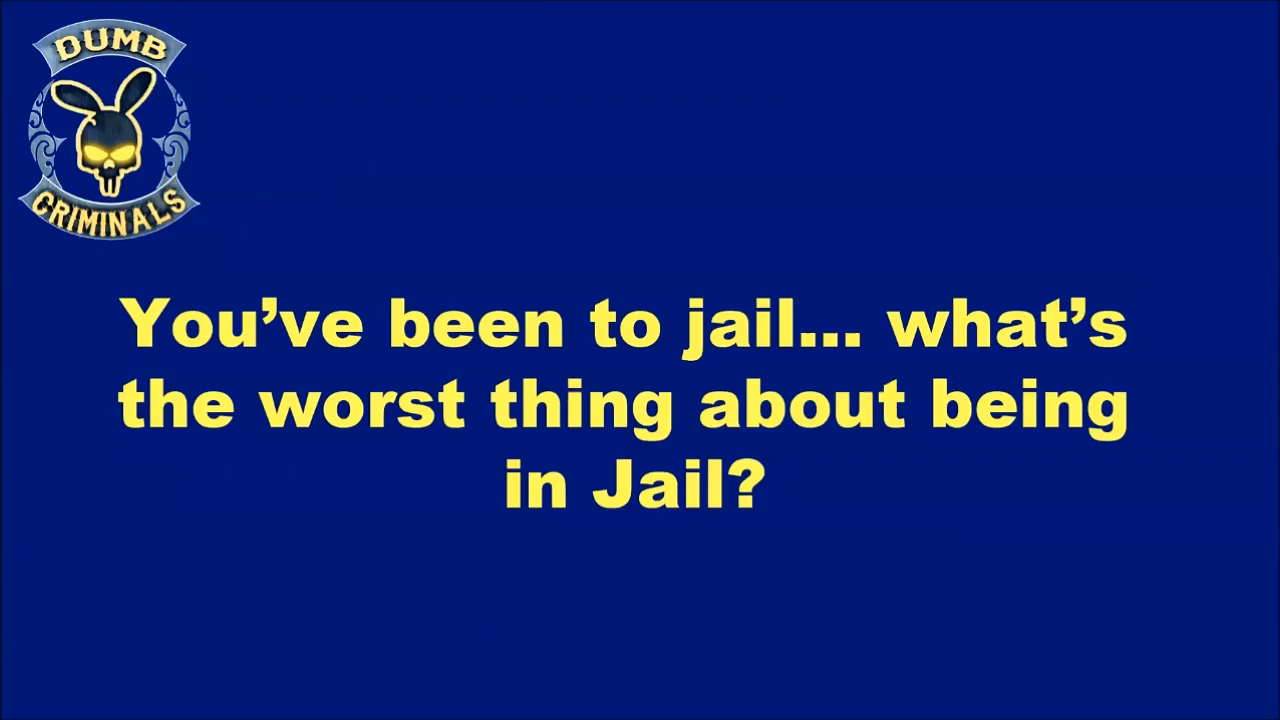 DUMB
CRIMINALS
You’ve been to jail... what’s
the worst thing about being
in Jail?